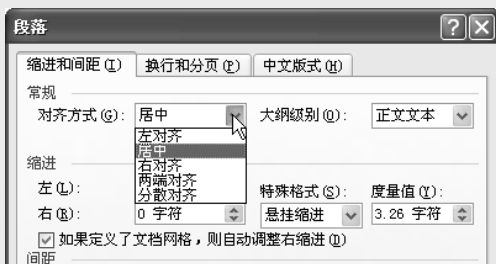 段落
缩进和间距(I) 换行和分页(P) 中文版式(H)
常规
对齐方式(G): 居中 大纲级别(O): 正文文本
左对齐
居中
右对齐
两端对齐
分散对齐
缩进
左(L): 特殊格式(S): 度量值(Y):
右(R): 0 字符 悬挂缩进 3.26 字符
如果定义了文档网格，则自动调整右缩进(D)
间距